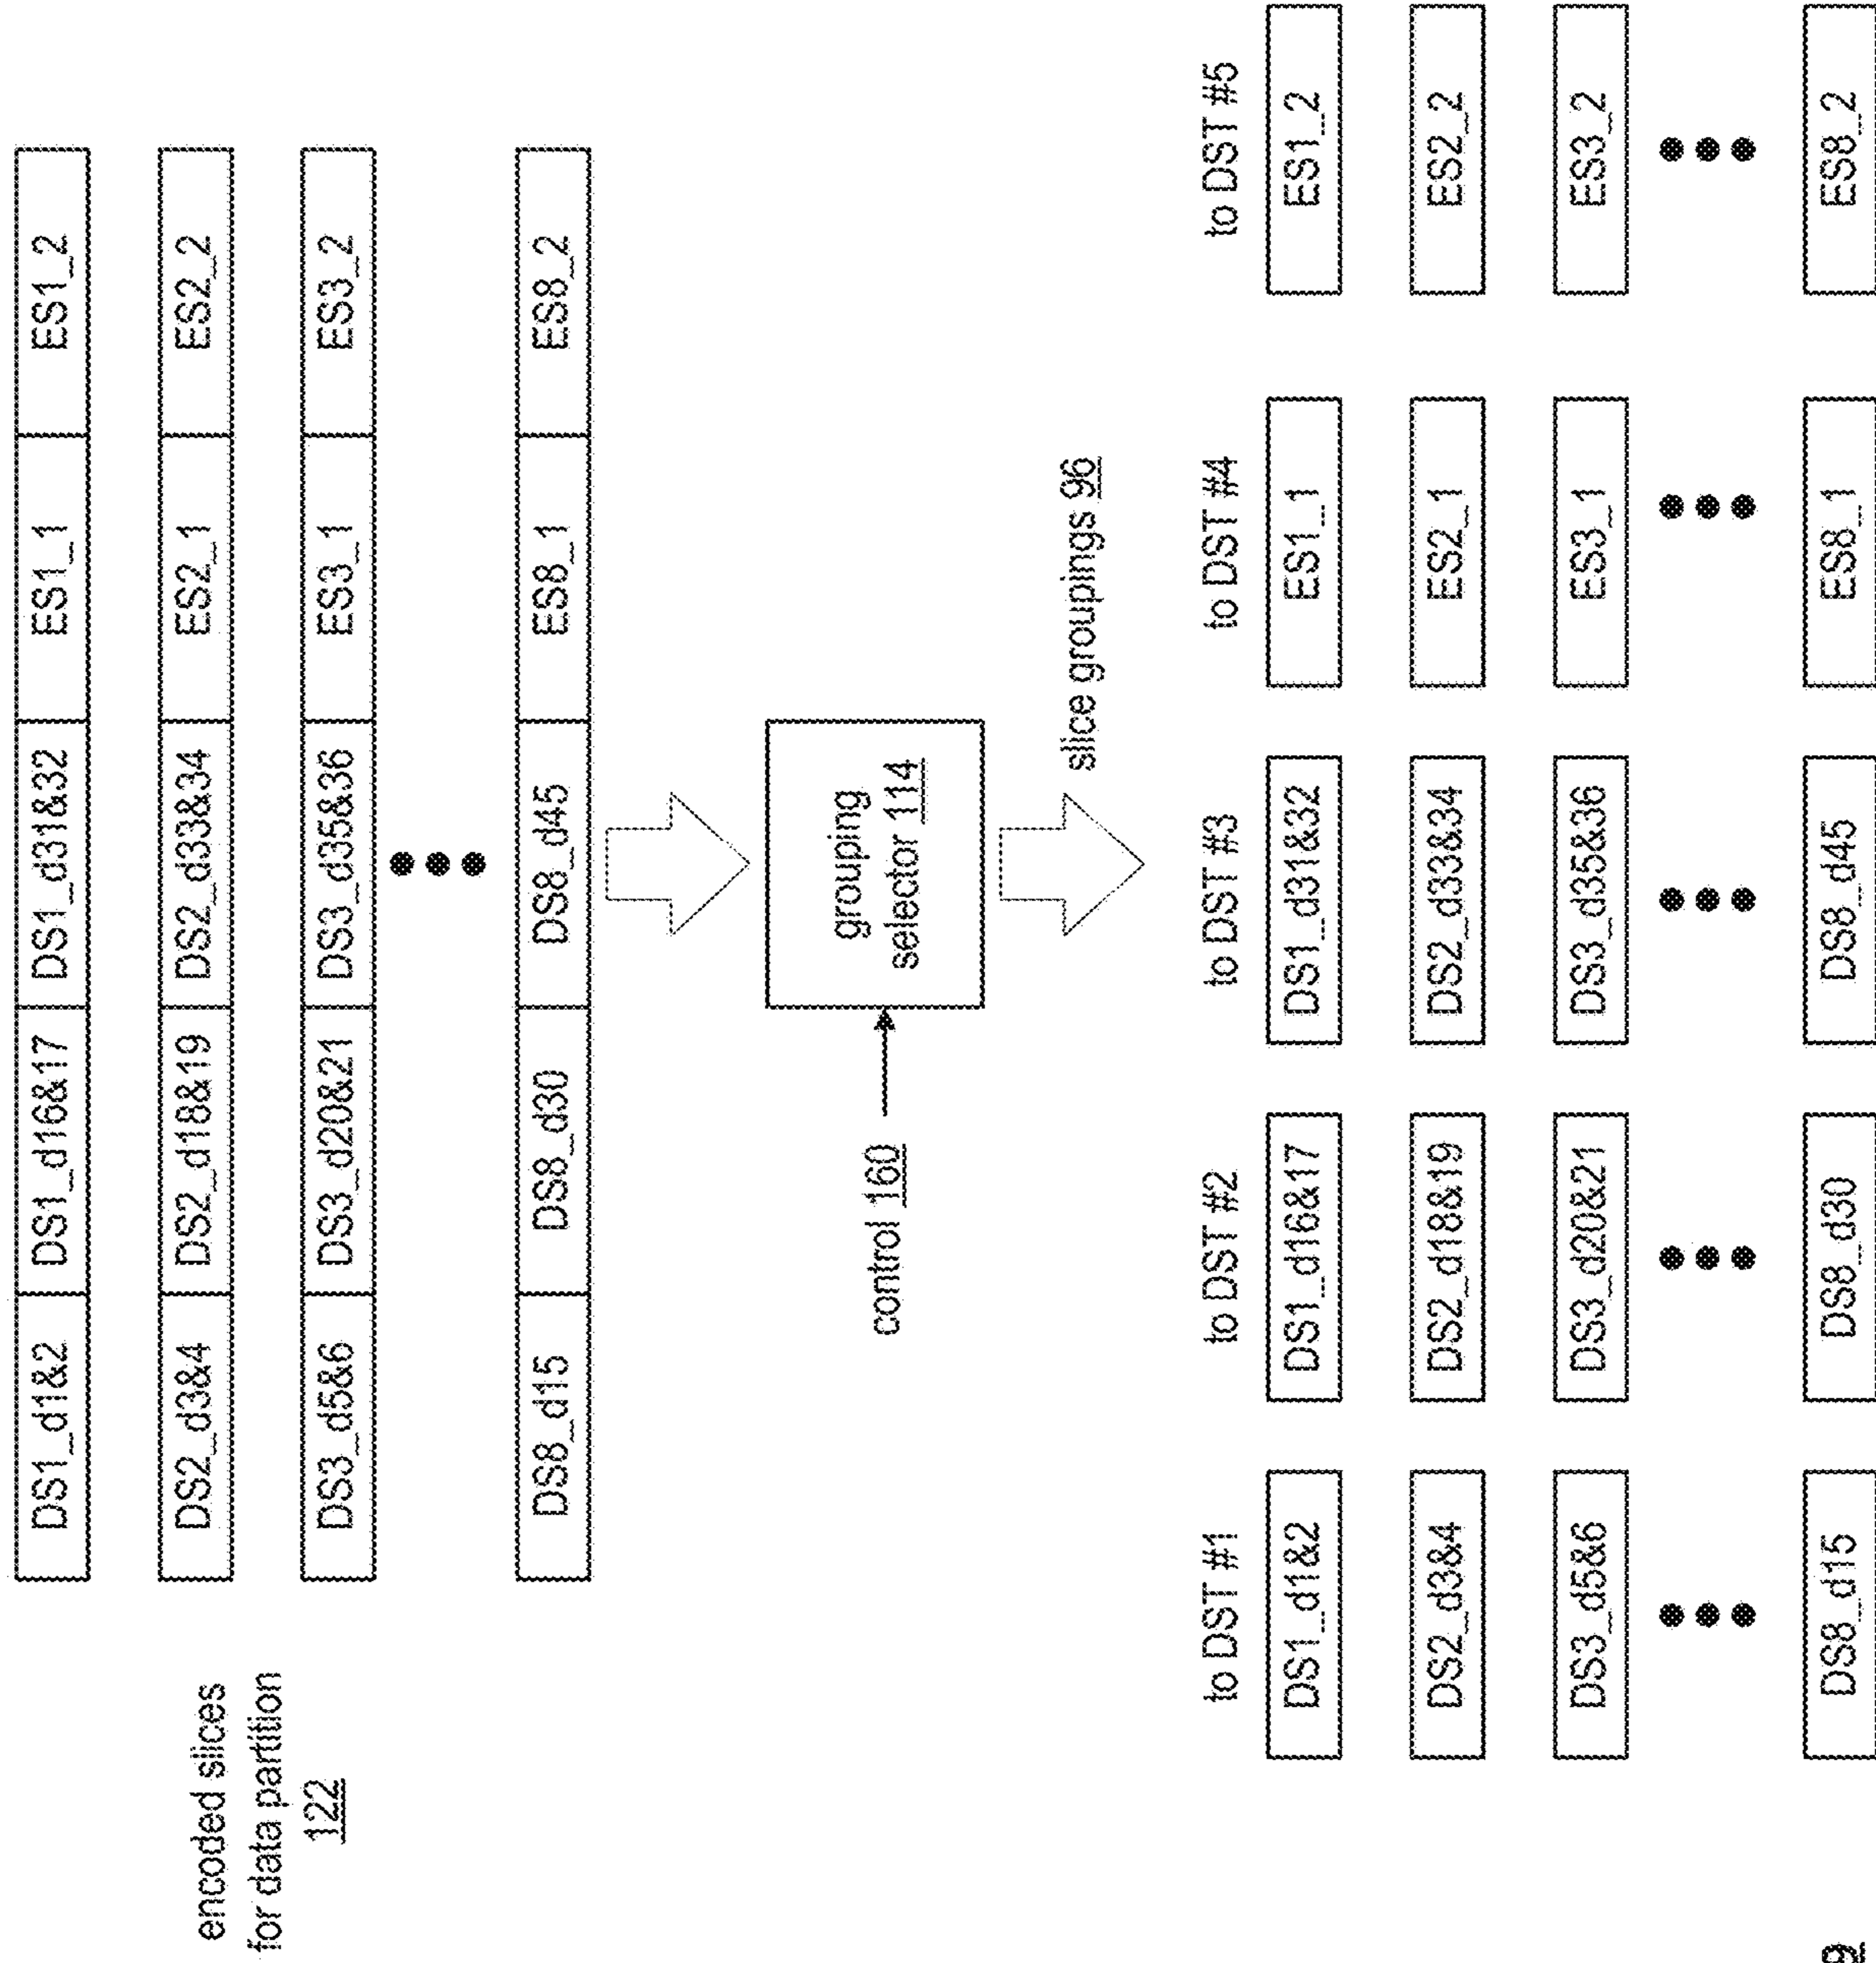 encoded slices
for data partition
122
DS1_d1&2 DS1_d16&17 DS1_d31&32 ES1_1 ES1_2
DS2_d3&4 DS2_d18&19 DS2_d33&34 ES2_1 ES2_2
DS3_d5&6 DS3_d20&21 DS3_d35&36 ES3_1 ES3_2
DS8_d15 DS8_d30 DS8_d45 ES8_1 ES8_2
control 160
grouping
selector 114
slice groupings 96
to DST #1 to DST #2 to DST #3 to DST #4 to DST #5
DS1_d1&2 DS1_d16&17 DS1_d31&32 ES1_1 ES1_2
DS2_d3&4 DS2_d18&19 DS2_d33&34 ES2_1 ES2_2
DS3_d5&6 DS3_d20&21 DS3_d35&36 ES3_1 ES3_2
DS8_d15 DS8_d30 DS8_d45 ES8_1 ES8_2